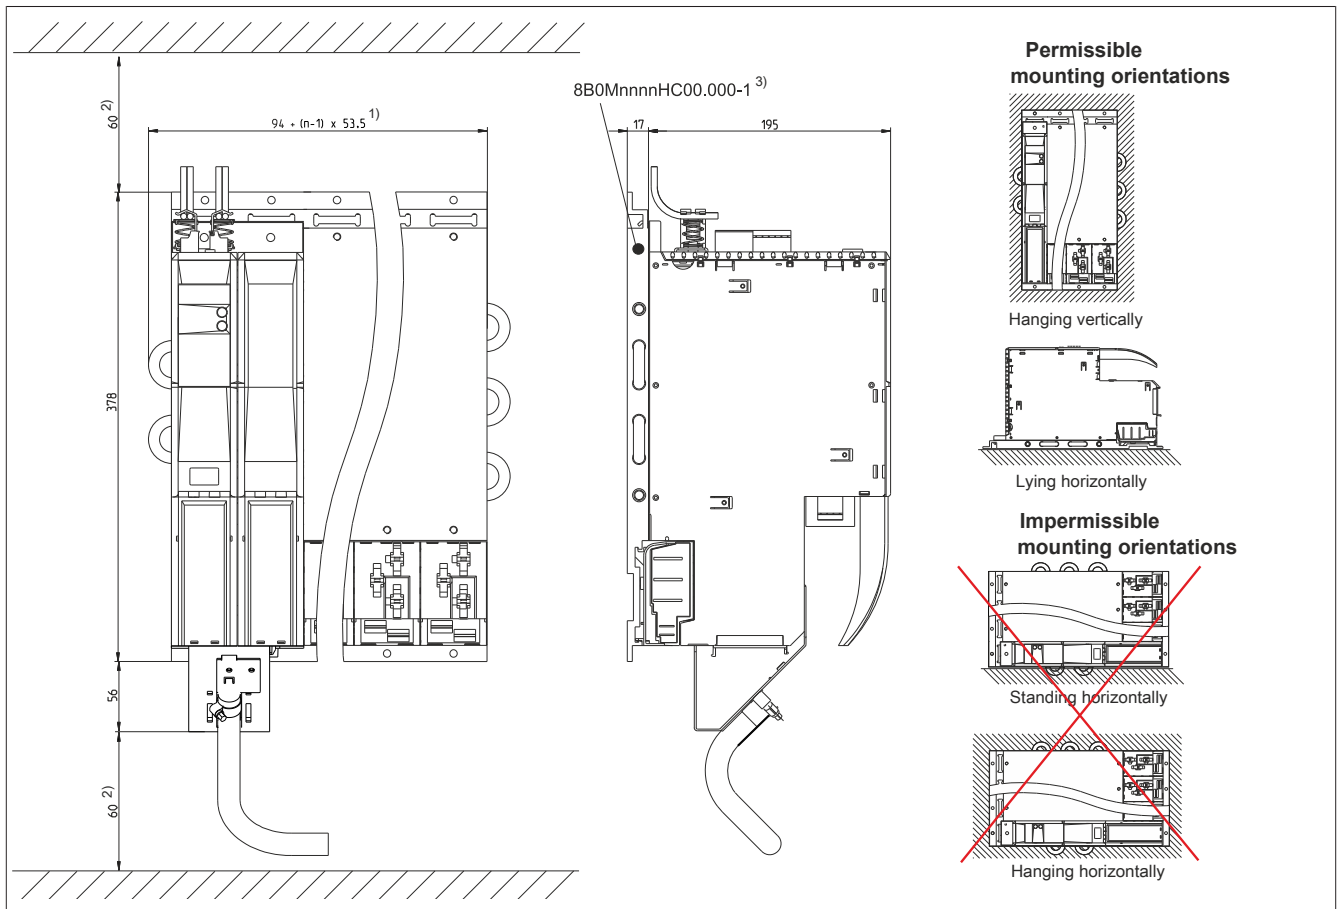 60 2)
94 + (n-1) x 53.5 1)
378
56
60 2)
8B0MnnnnHC00.000-1 3)
17
195
Permissible
mounting orientations
Hanging vertically
Lying horizontally
Impermissible
mounting orientations
Standing horizontally
Hanging horizontally